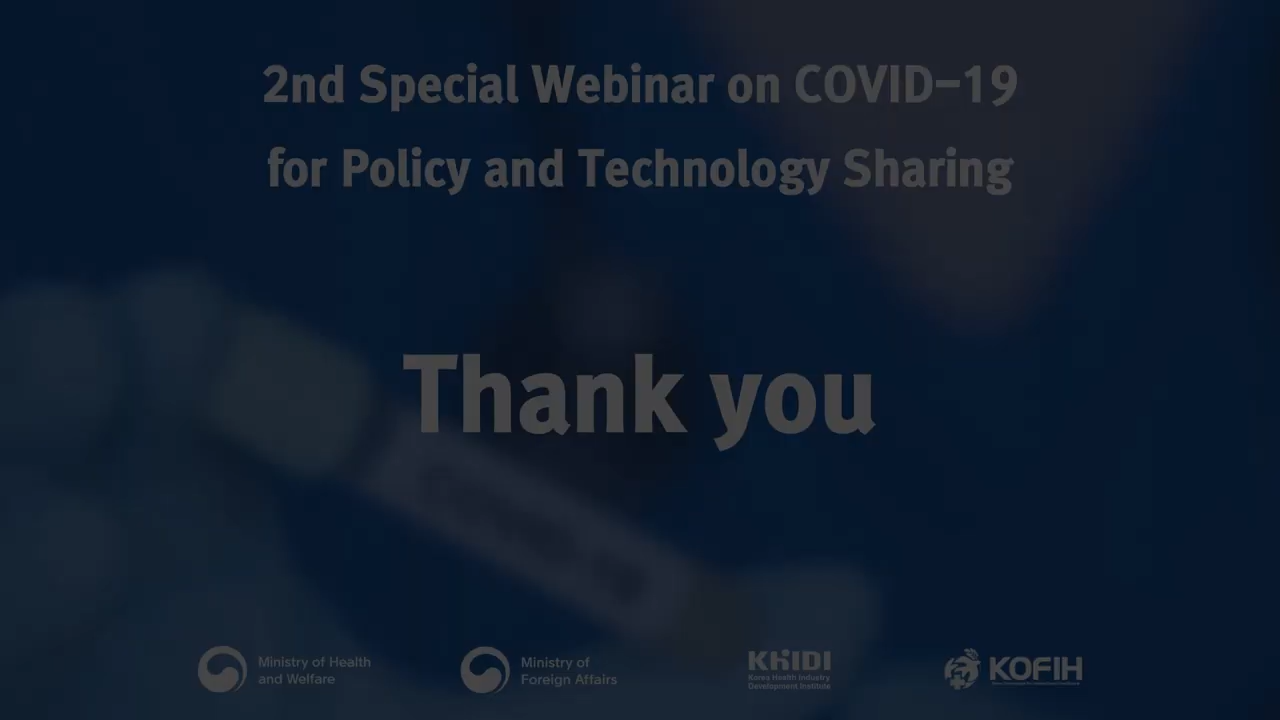 2nd Special Webinar on COVID-19
for Policy and Technology Sharing
Thank you
Ministry of Health
and Welfare
Ministry of
Foreign Affairs
KHIDI
Korea Health Industry
Development Institute
KOFIH